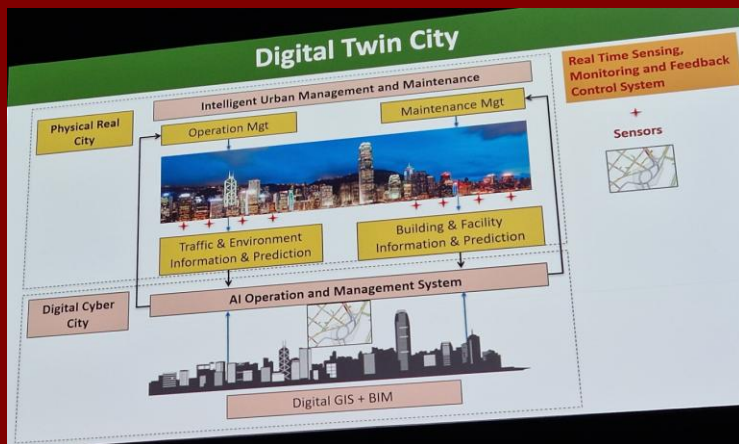 Digital Twin City
Intelligent Urban Management and Maintenance
Real Time Sensing,
Monitoring and Feedback
Control System
Physical Real
City
Operation Mgt
Maintenance Mgt
Sensors
Traffic & Environment
Information & Prediction
Building & Facility
Information & Prediction
Digital Cyber
City
AI Operation and Management System
Digital GIS + BIM